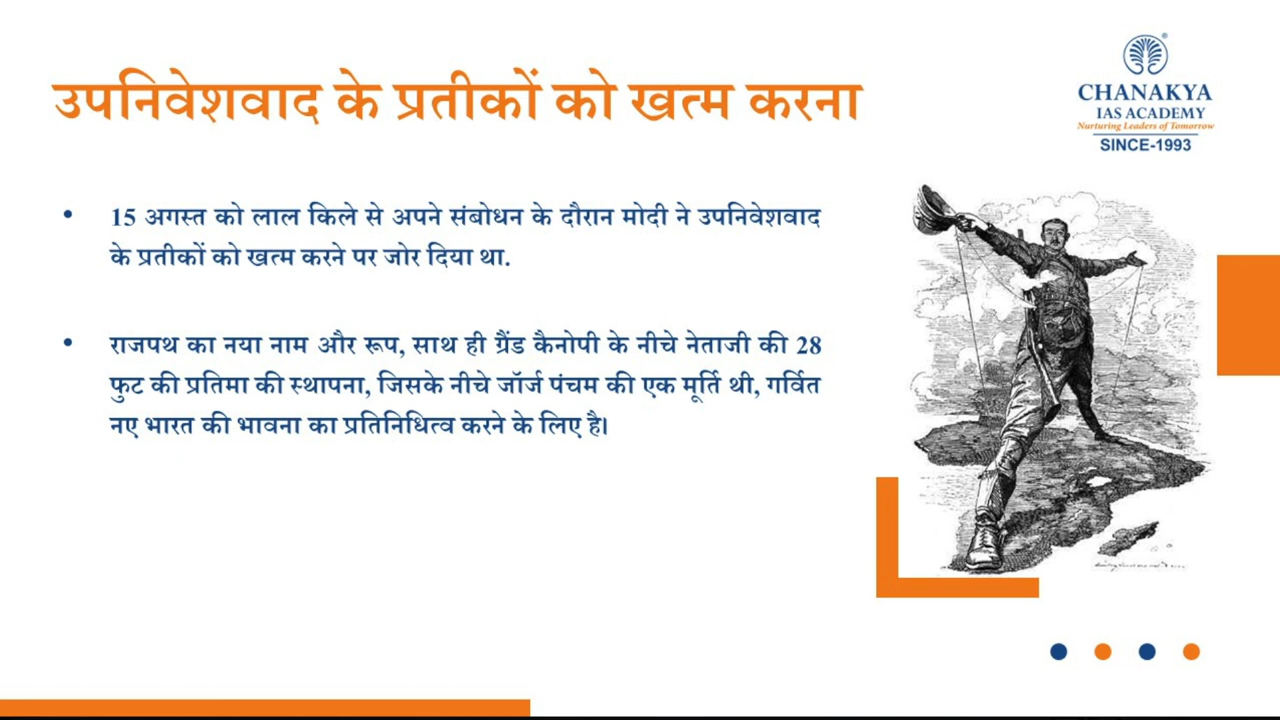 उपनिवेशवाद के प्रतीकों को खत्म करना
CHANAKYA
IAS ACADEMY
Nurturing Leaders of Tomorrow
SINCE-1993
• 15 अगस्त को लाल किले से अपने संबोधन के दौरान मोदी ने उपनिवेशवाद
के प्रतीकों को खत्म करने पर जोर दिया था.
• राजपथ का नया नाम और रूप, साथ ही ग्रैंड कैनोपी के नीचे नेताजी की 28
फुट की प्रतिमा की स्थापना, जिसके नीचे जॉर्ज पंचम की एक मूर्ति थी, गर्वित
नए भारत की भावना का प्रतिनिधित्व करने के लिए है।